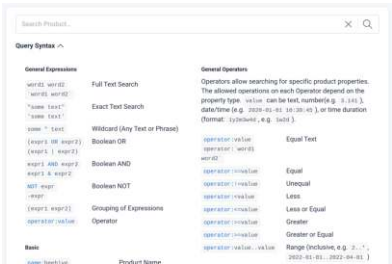 Search Product...
Query Syntax
General Expressions
word1 word2
`word1 word2`
Full Text Search
"some text"
'some text'
Exact Text Search
some * text
Wildcard (Any Text or Phrase)
(expr1 OR expr2)
(expr1 | expr2)
Boolean OR
expr1 AND expr2
expr1 & expr2
Boolean AND
NOT expr
-expr
Boolean NOT
(expr1 expr2)
Grouping of Expressions
operator:value
Operator
Basic
Product Name
General Operators
Operators allow searching for specific product properties.
The allowed operations on each Operator depend on the
property type. value can be text, number(e.g. 3.141 ),
date/time (e.g. 2020-01-01 10:20:45 ), or time duration
(format: 1y2m3w4d , e.g. 5w2d ).
operator:value
operator:`word1
word2`
Equal Text
operator:=value
Equal
Unequal
operator:<value
Less
operator:<=value
Less or Equal
operator:>value
Greater
operator:>=value
Greater or Equal
operator:value..value
Range (inclusive, e.g. 2..*,
2022-01-01..2022-04-01 )